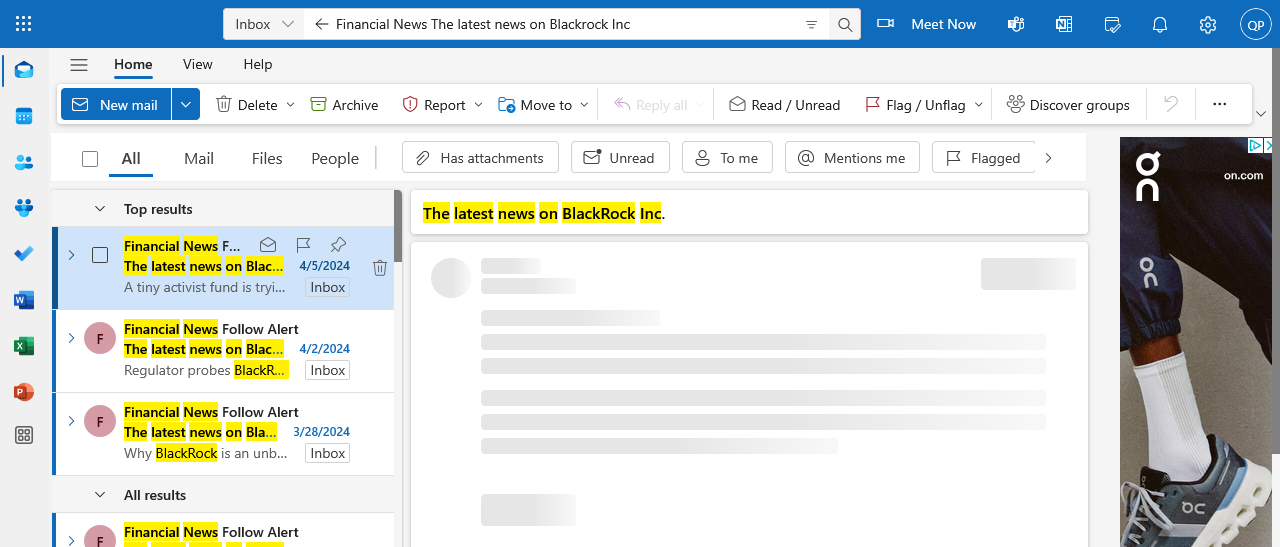 Inbox
Financial News The latest news on Blackrock Inc
Meet Now
QP
Home
View
Help
New mail
Delete
Archive
Report
Move to
Reply all
Read / Unread
Flag / Unflag
Discover groups
All
Mail
Files
People
Has attachments
Unread
To me
Mentions me
Flagged
Top results
Financial News F...
The latest news on Blac...
4/5/2024
A tiny activist fund is tryi...
Inbox
F
Financial News Follow Alert
The latest news on Blac...
4/2/2024
Regulator probes BlackR...
Inbox
F
Financial News Follow Alert
The latest news on Bla...
3/28/2024
Why BlackRock is an unb...
Inbox
All results
F
Financial News Follow Alert
The latest news on BlackRock Inc.
on.com